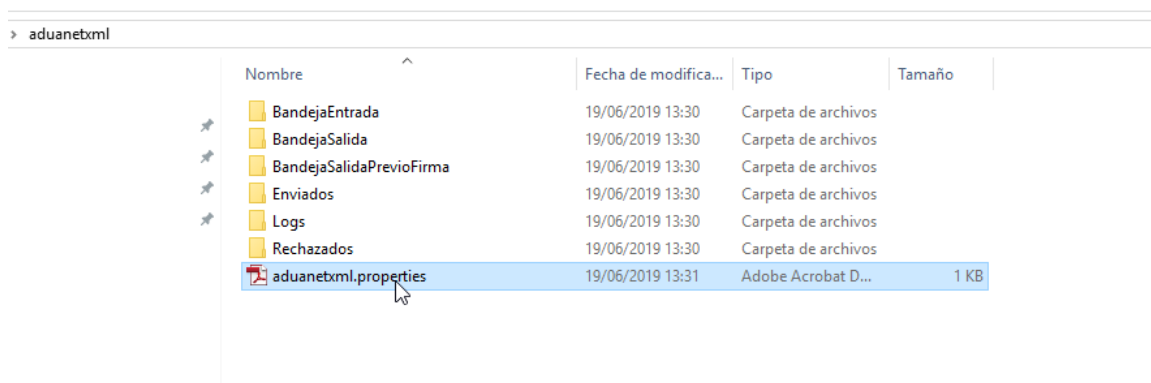 > aduanetxml
Nombre Fecha de modifica... Tipo Tamaño
BandejaEntrada 19/06/2019 13:30 Carpeta de archivos
BandejaSalida 19/06/2019 13:30 Carpeta de archivos
BandejaSalidaPrevioFirma 19/06/2019 13:30 Carpeta de archivos
Enviados 19/06/2019 13:30 Carpeta de archivos
Logs 19/06/2019 13:30 Carpeta de archivos
Rechazados 19/06/2019 13:30 Carpeta de archivos
aduanetxml.properties 19/06/2019 13:31 Adobe Acrobat D... 1 KB